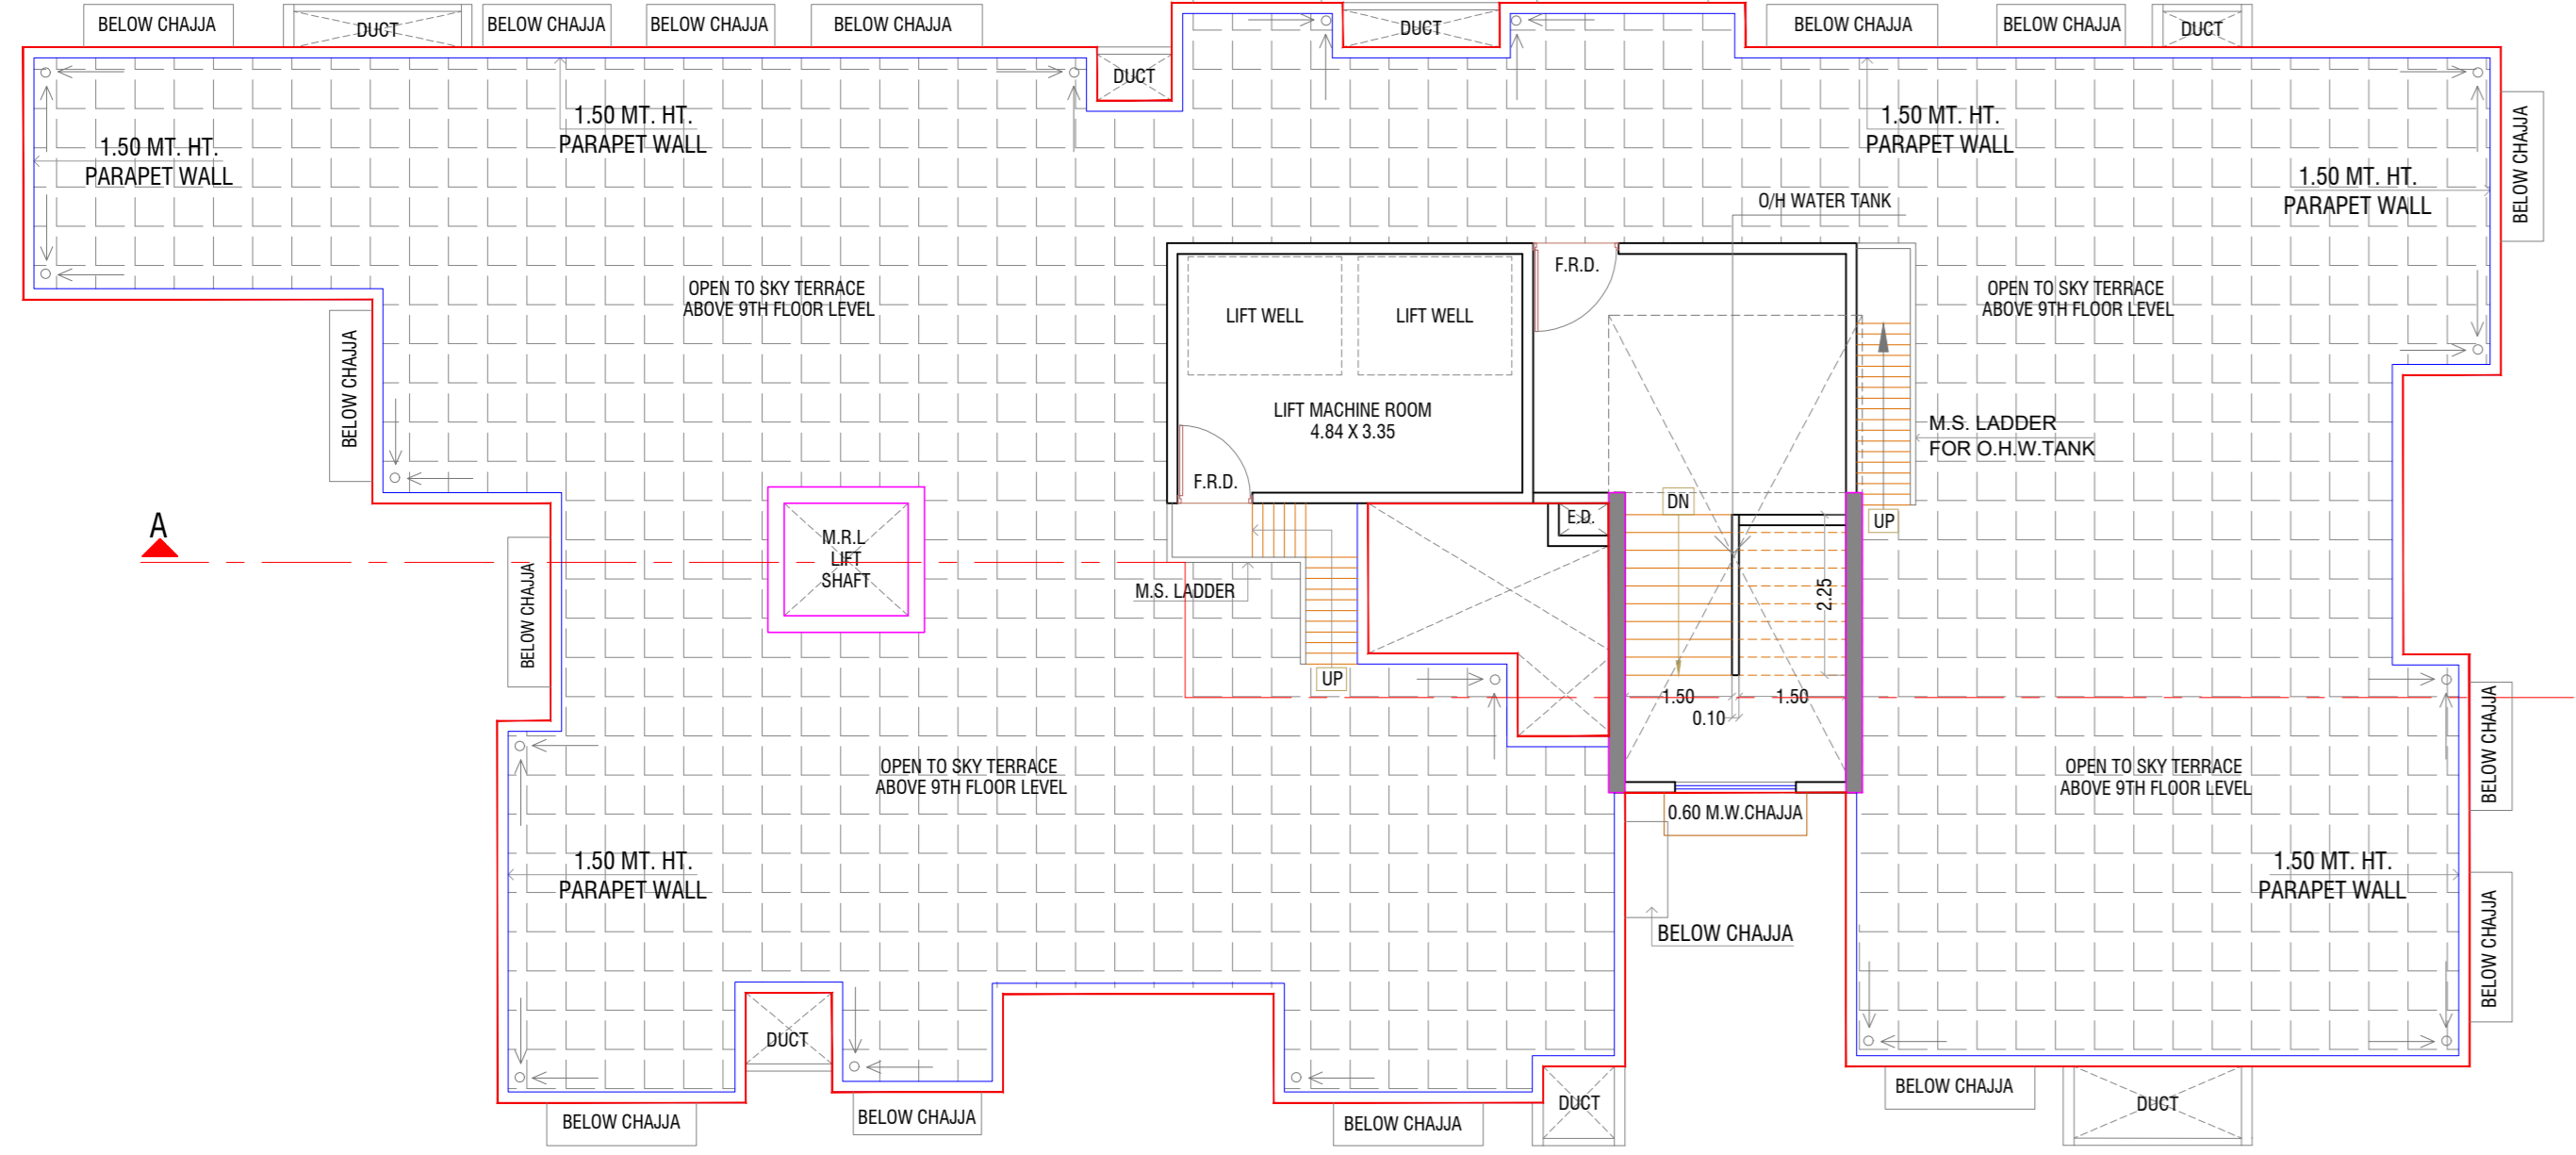 BELOW CHAJJA
DUCT
BELOW CHAJJA
BELOW CHAJJA
BELOW CHAJJA
DUCT
BELOW CHAJJA
BELOW CHAJJA
DUCT
DUCT
1.50 MT. HT.
PARAPET WALL
1.50 MT. HT.
PARAPET WALL
1.50 MT. HT.
PARAPET WALL
1.50 MT. HT.
PARAPET WALL
BELOW CHAJJA
O/H WATER TANK
F.R.D.
OPEN TO SKY TERRACE
ABOVE 9TH FLOOR LEVEL
LIFT WELL
LIFT WELL
OPEN TO SKY TERRACE
ABOVE 9TH FLOOR LEVEL
BELOW CHAJJA
LIFT MACHINE ROOM
4.84 X 3.35
M.S. LADDER
FOR O.H.W.TANK
F.R.D.
A
M.R.L
LIFT
SHAFT
E.D.
DN
UP
BELOW CHAJJA
M.S. LADDER
2.25
UP
1.50
0.10
1.50
BELOW CHAJJA
OPEN TO SKY TERRACE
ABOVE 9TH FLOOR LEVEL
OPEN TO SKY TERRACE
ABOVE 9TH FLOOR LEVEL
0.60 M.W.CHAJJA
1.50 MT. HT.
PARAPET WALL
1.50 MT. HT.
PARAPET WALL
BELOW CHAJJA
BELOW CHAJJA
DUCT
BELOW CHAJJA
BELOW CHAJJA
BELOW CHAJJA
DUCT
BELOW CHAJJA
DUCT